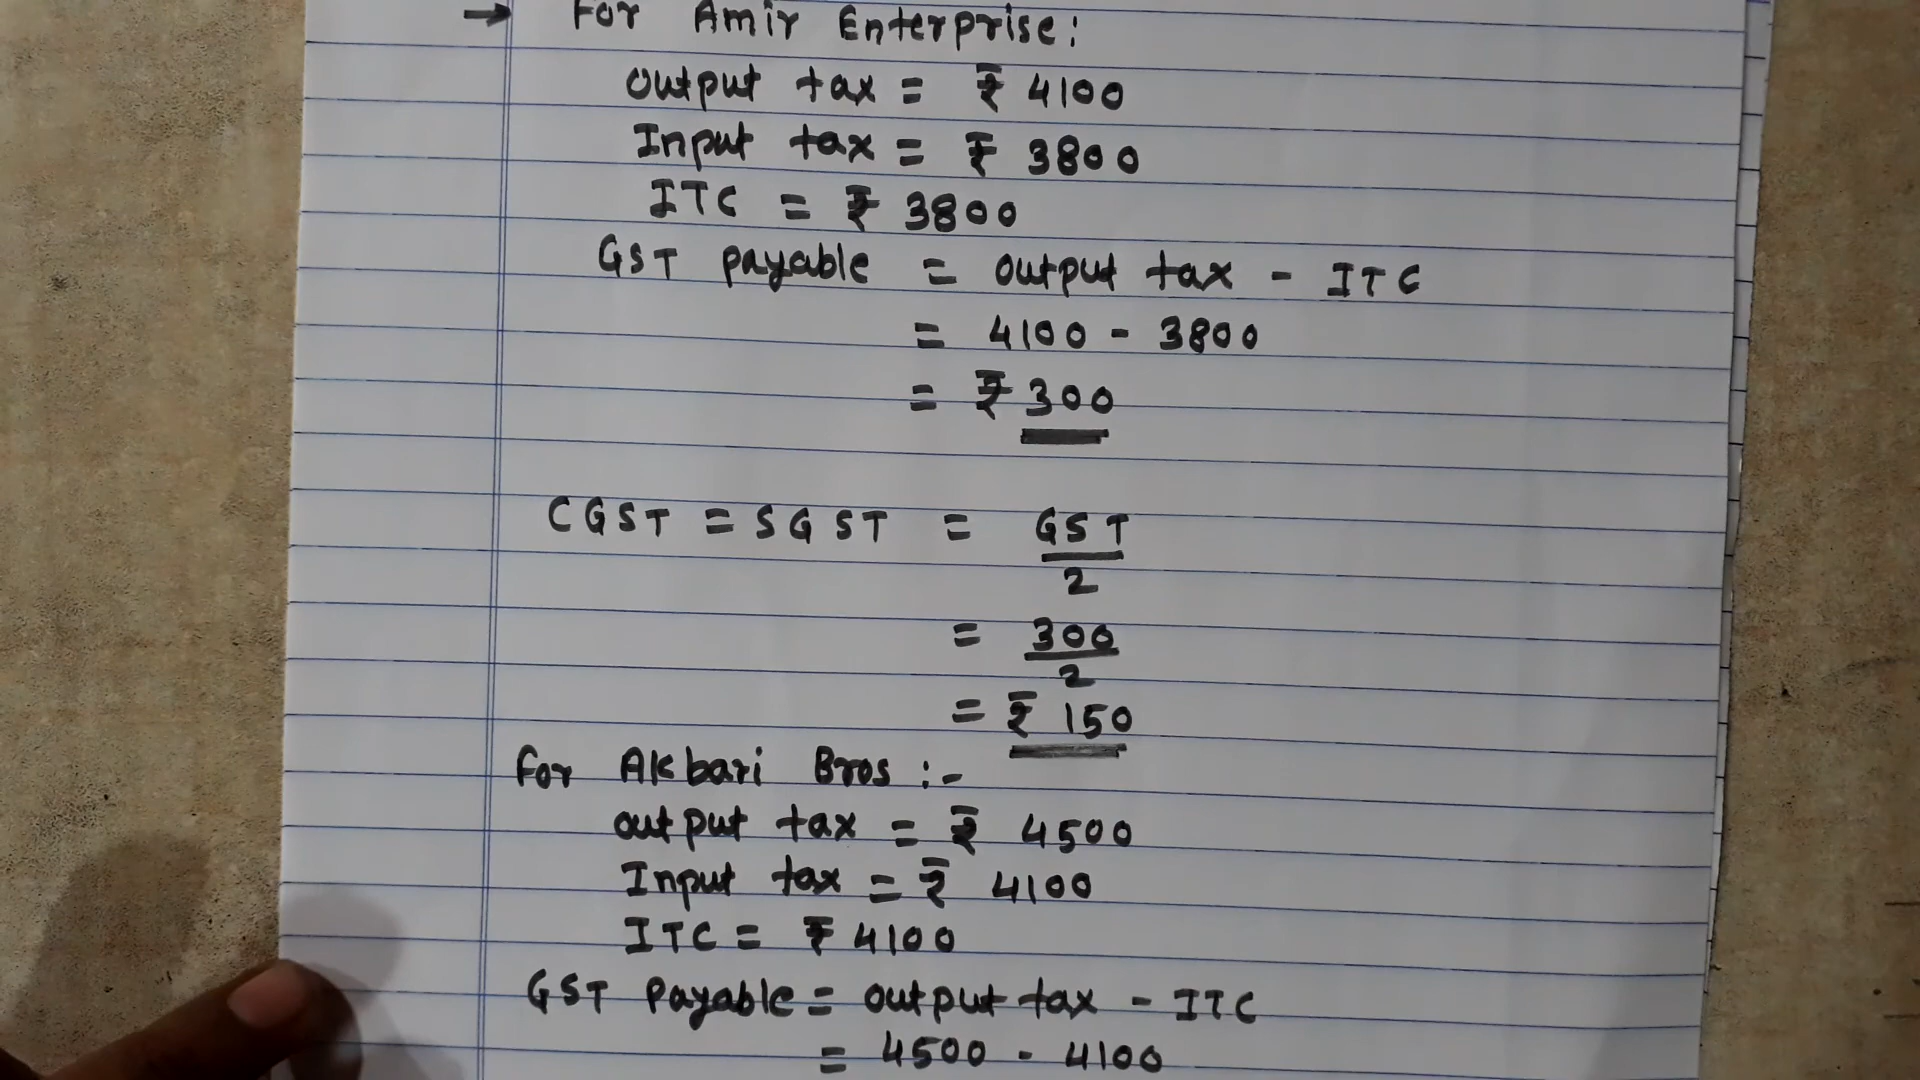 → For Amir Enterprise:
Output tax = ₹ 4100
Input tax = ₹ 3800
ITC = ₹ 3800
GST payable = output tax - ITC
= 4100 - 3800
= ₹ 300
CGST = SGST = GST
2
= 300
2
= ₹ 150
For Akbari Bros :-
output tax = ₹ 4500
Input tax = ₹ 4100
ITC = ₹ 4100
GST Payable = output tax - ITC
= 4500 - 4100